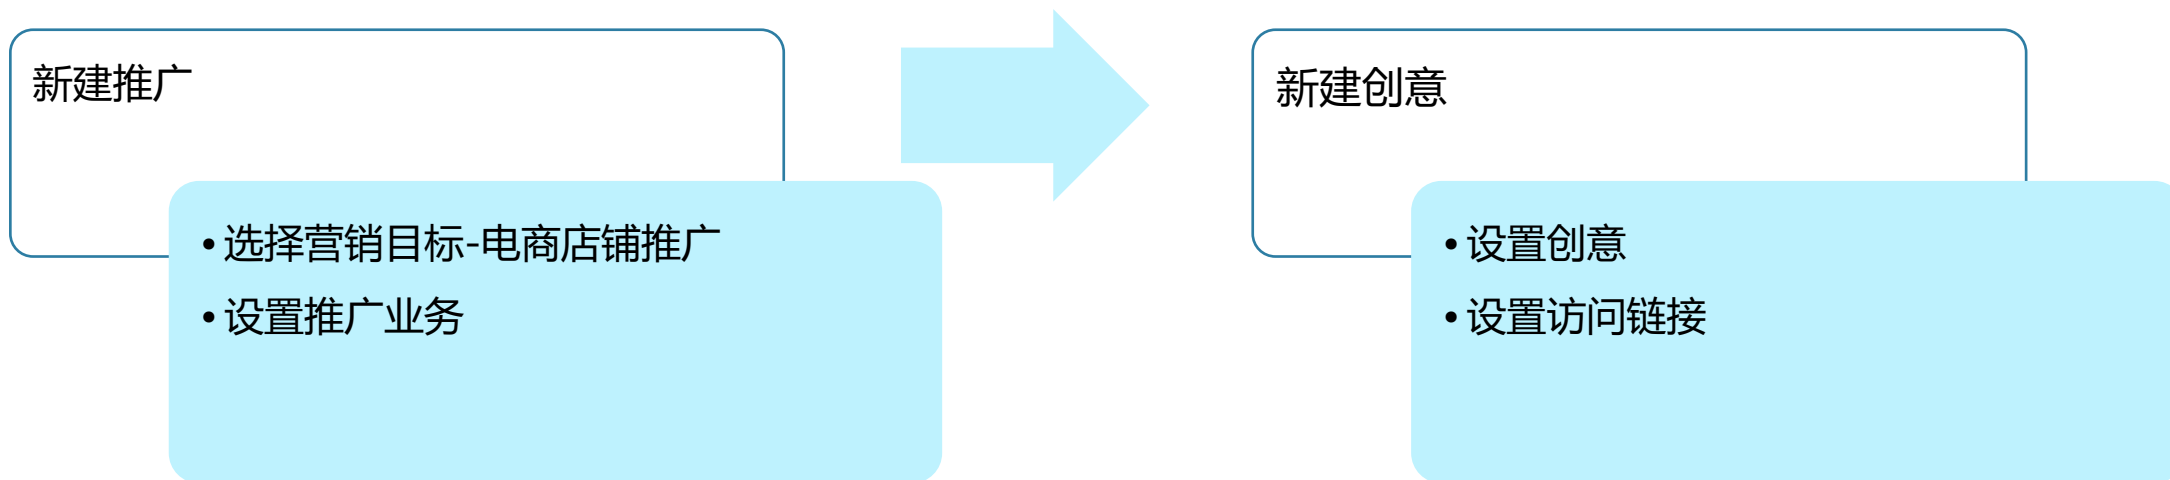 新建推广
• 选择营销目标-电商店铺推广
• 设置推广业务
新建创意
• 设置创意
• 设置访问链接